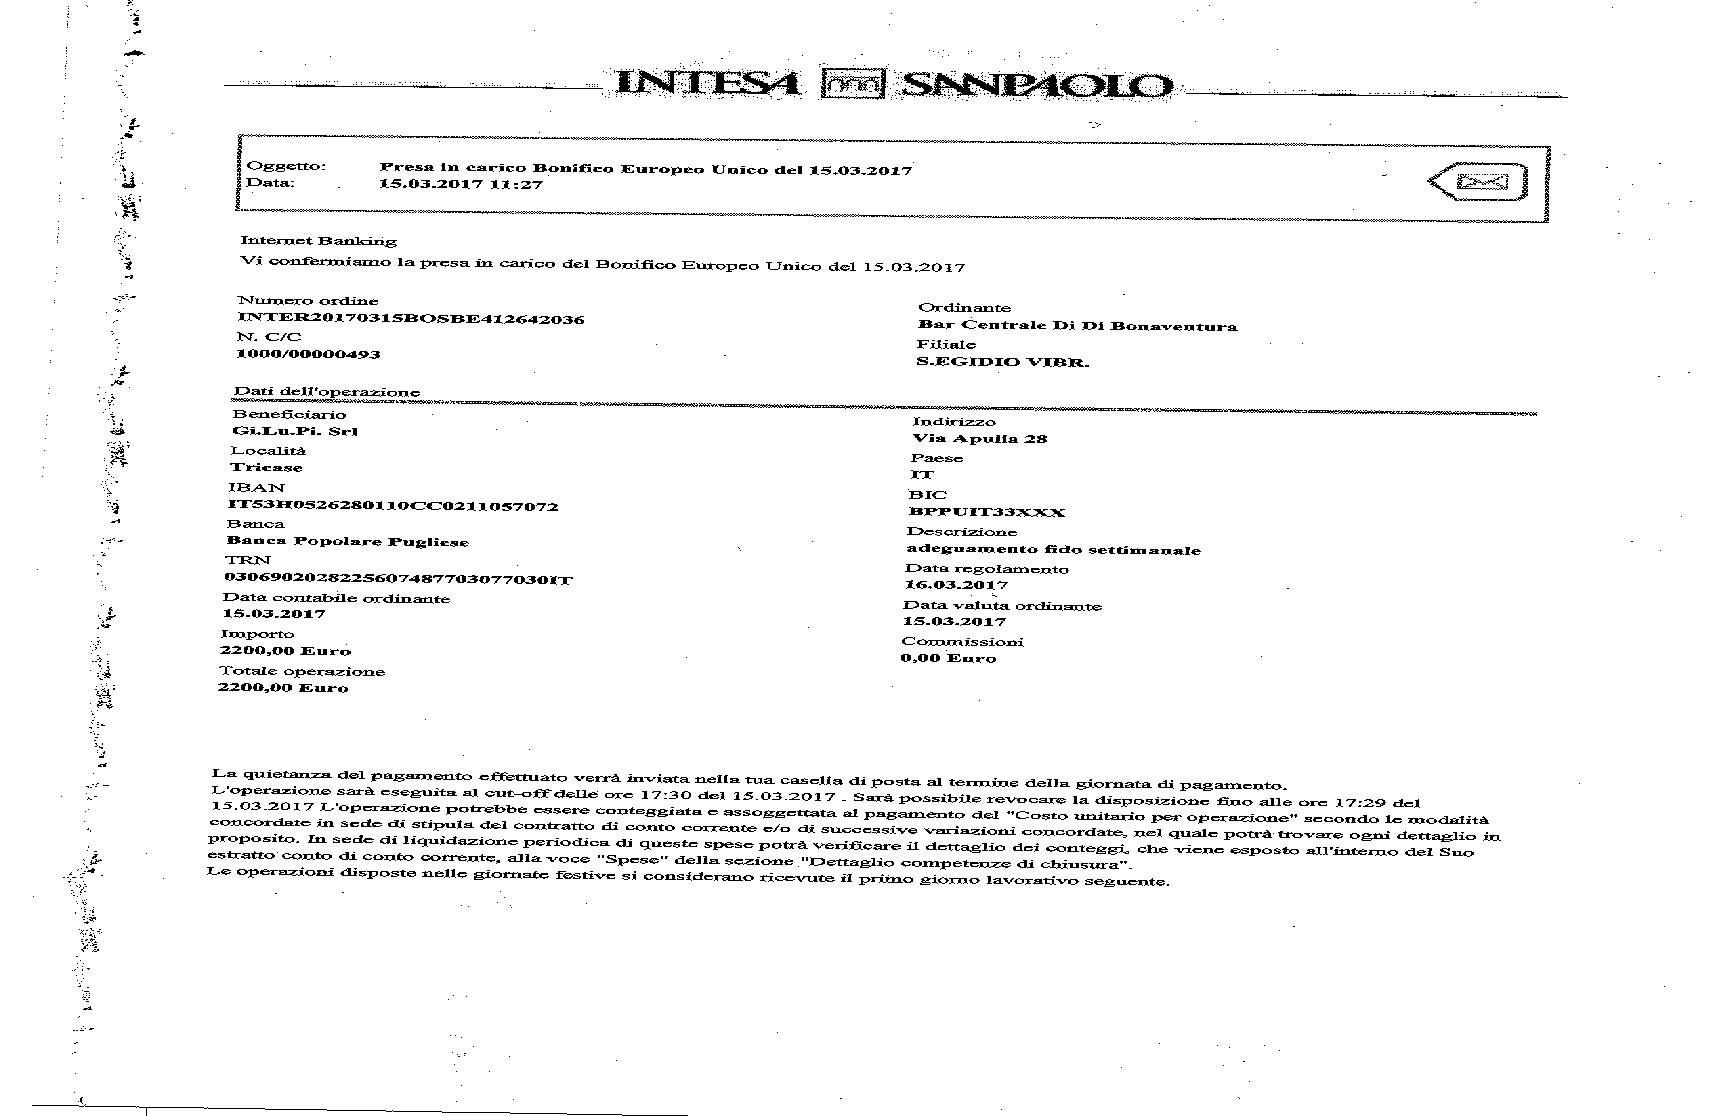 INTESA SANPAOLO
Oggetto: Presa in carico Bonifico Europeo Unico del 15.03.2017
Data: 15.03.2017 11:27
Internet Banking
Vi confermiamo la presa in carico del Bonifico Europeo Unico del 15.03.2017
Numero ordine
INTER20170315BOSBE412642036
N. C/C
1000/00000493
Ordinante
Bar Centrale Di Di Bonaventura
Filiale
S.EGIDIO VIBR.
Dati dell'operazione
Beneficiario
Gi.Lu.Pi. Srl
Località
Tricase
IBAN
IT53H0526280110CC0211057072
Banca
Banca Popolare Pugliese
TRN
0306902028225607487703077030IT
Data contabile ordinante
15.03.2017
Importo
2200,00 Euro
Totale operazione
2200,00 Euro
Indirizzo
Via Apulia 28
Paese
IT
BIC
BPPUIT33XXX
Descrizione
adeguamento fido settimanale
Data regolamento
16.03.2017
Data valuta ordinante
15.03.2017
Commissioni
0,00 Euro
La quietanza del pagamento effettuato verrà inviata nella tua casella di posta al termine della giornata di pagamento.
L'operazione sarà eseguita al cut-off delle ore 17:30 del 15.03.2017 . Sarà possibile revocare la disposizione fino alle ore 17:29 del
15.03.2017 L'operazione potrebbe essere conteggiata e assoggettata al pagamento del "Costo unitario per operazione" secondo le modalità
concordate in sede di stipula del contratto di conto corrente e/o di successive variazioni concordate, nel quale potrà trovare ogni dettaglio in
proposito. In sede di liquidazione periodica di queste spese potrà verificare il dettaglio dei conteggi, che viene esposto all'interno del Suo
estratto conto di conto corrente, alla voce "Spese" della sezione "Dettaglio competenze di chiusura".
Le operazioni disposte nelle giornate festive si considerano ricevute il primo giorno lavorativo seguente.